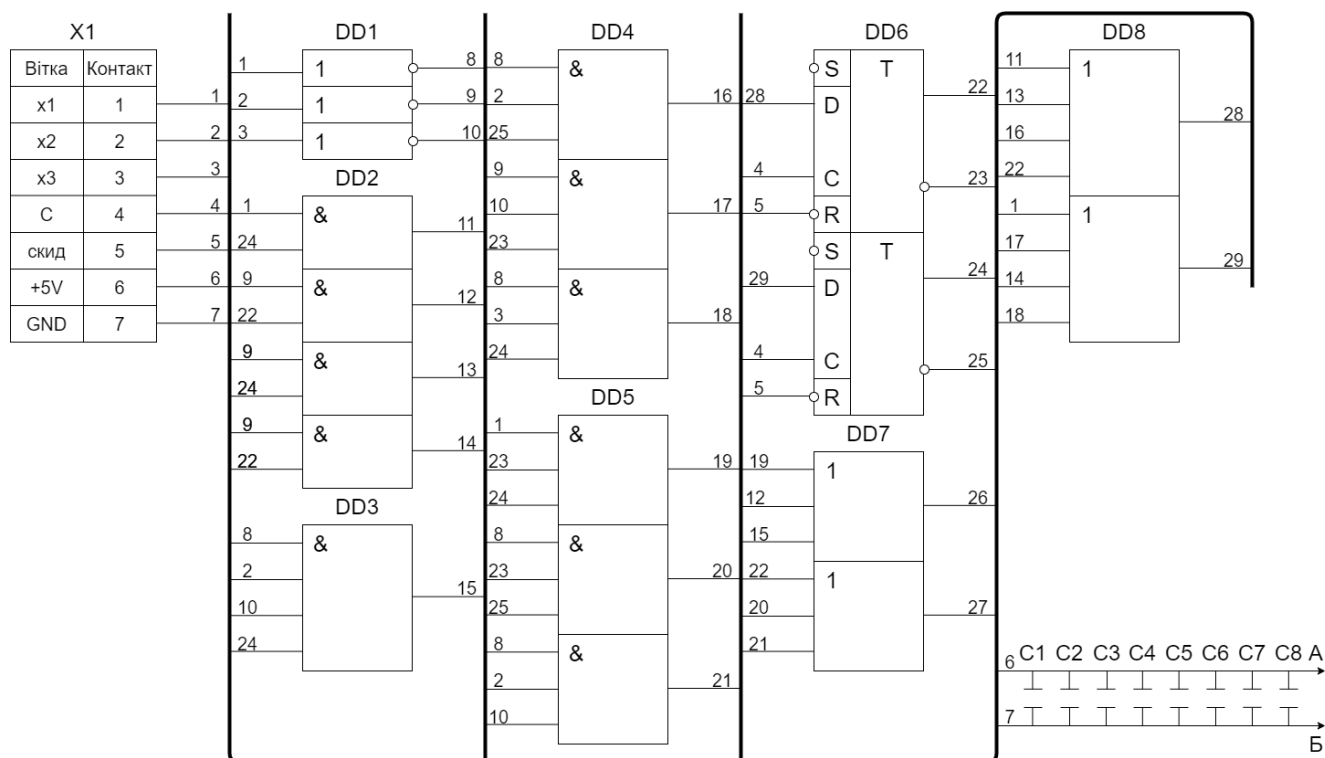 X1
Вітка Контакт
x1 1
x2 2
x3 3
C 4
скид 5
+5V 6
GND 7
1
2
3
4
5
6
7
DD1
1 1 8
2 1 9
3 1 10
DD2
1 & 11
24
9 & 12
22
9 & 13
24
9 & 14
22
DD3
8 &
2
10 15
24
DD4
8 &
2 16
25
9 &
10 17
23
8 &
3 18
24
DD5
1 &
23 19
24
8 &
23 20
25
8 &
2 21
10
DD6
S T
28 D 22
4 C 23
5 R
S T
29 D 24
4 C 25
5 R
DD7
19 1
12 26
15
22 1
20 27
21
DD8
11 1
13 28
16
22
1 1
17 29
14
18
6 C1 C2 C3 C4 C5 C6 C7 C8 А
7 Б